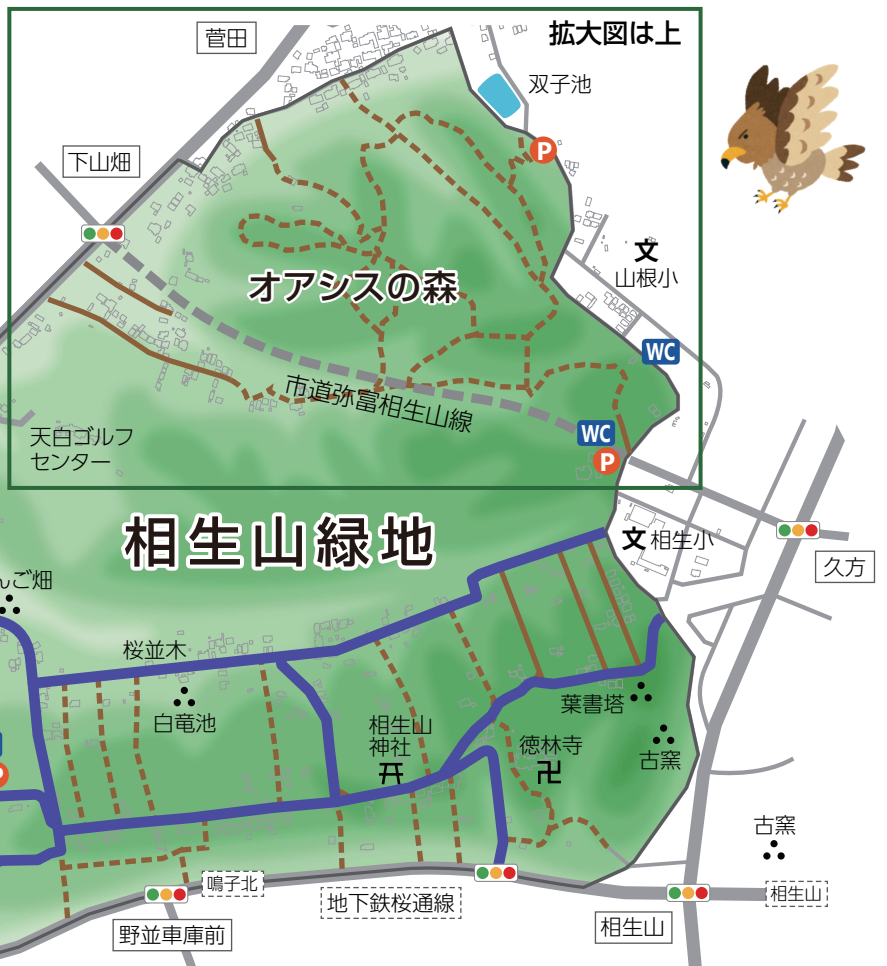 菅田
拡大図は上
双子池
P
下山畑
文
山根小
オアシスの森
WC
市道弥富相生山線
WC
P
天白ゴルフ
センター
相生山緑地
文 相生小
久方
んご畑
桜並木
白竜池
葉書塔
相生山
神社
徳林寺
卍
古窯
古窯
鳴子北
地下鉄桜通線
相生山
相生山
野並車庫前